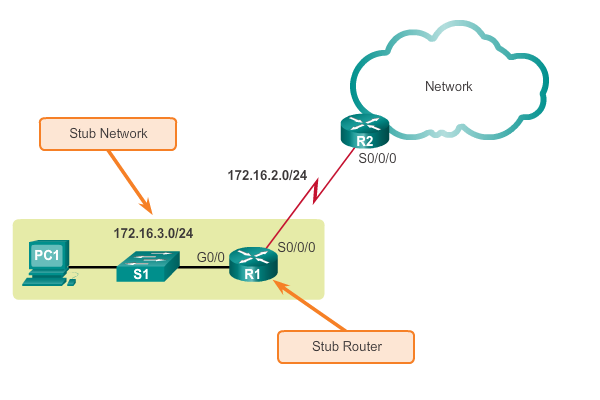 Network
Stub Network
R2
S0/0/0
172.16.2.0/24
172.16.3.0/24
PC1
S1
G0/0
R1
S0/0/0
Stub Router